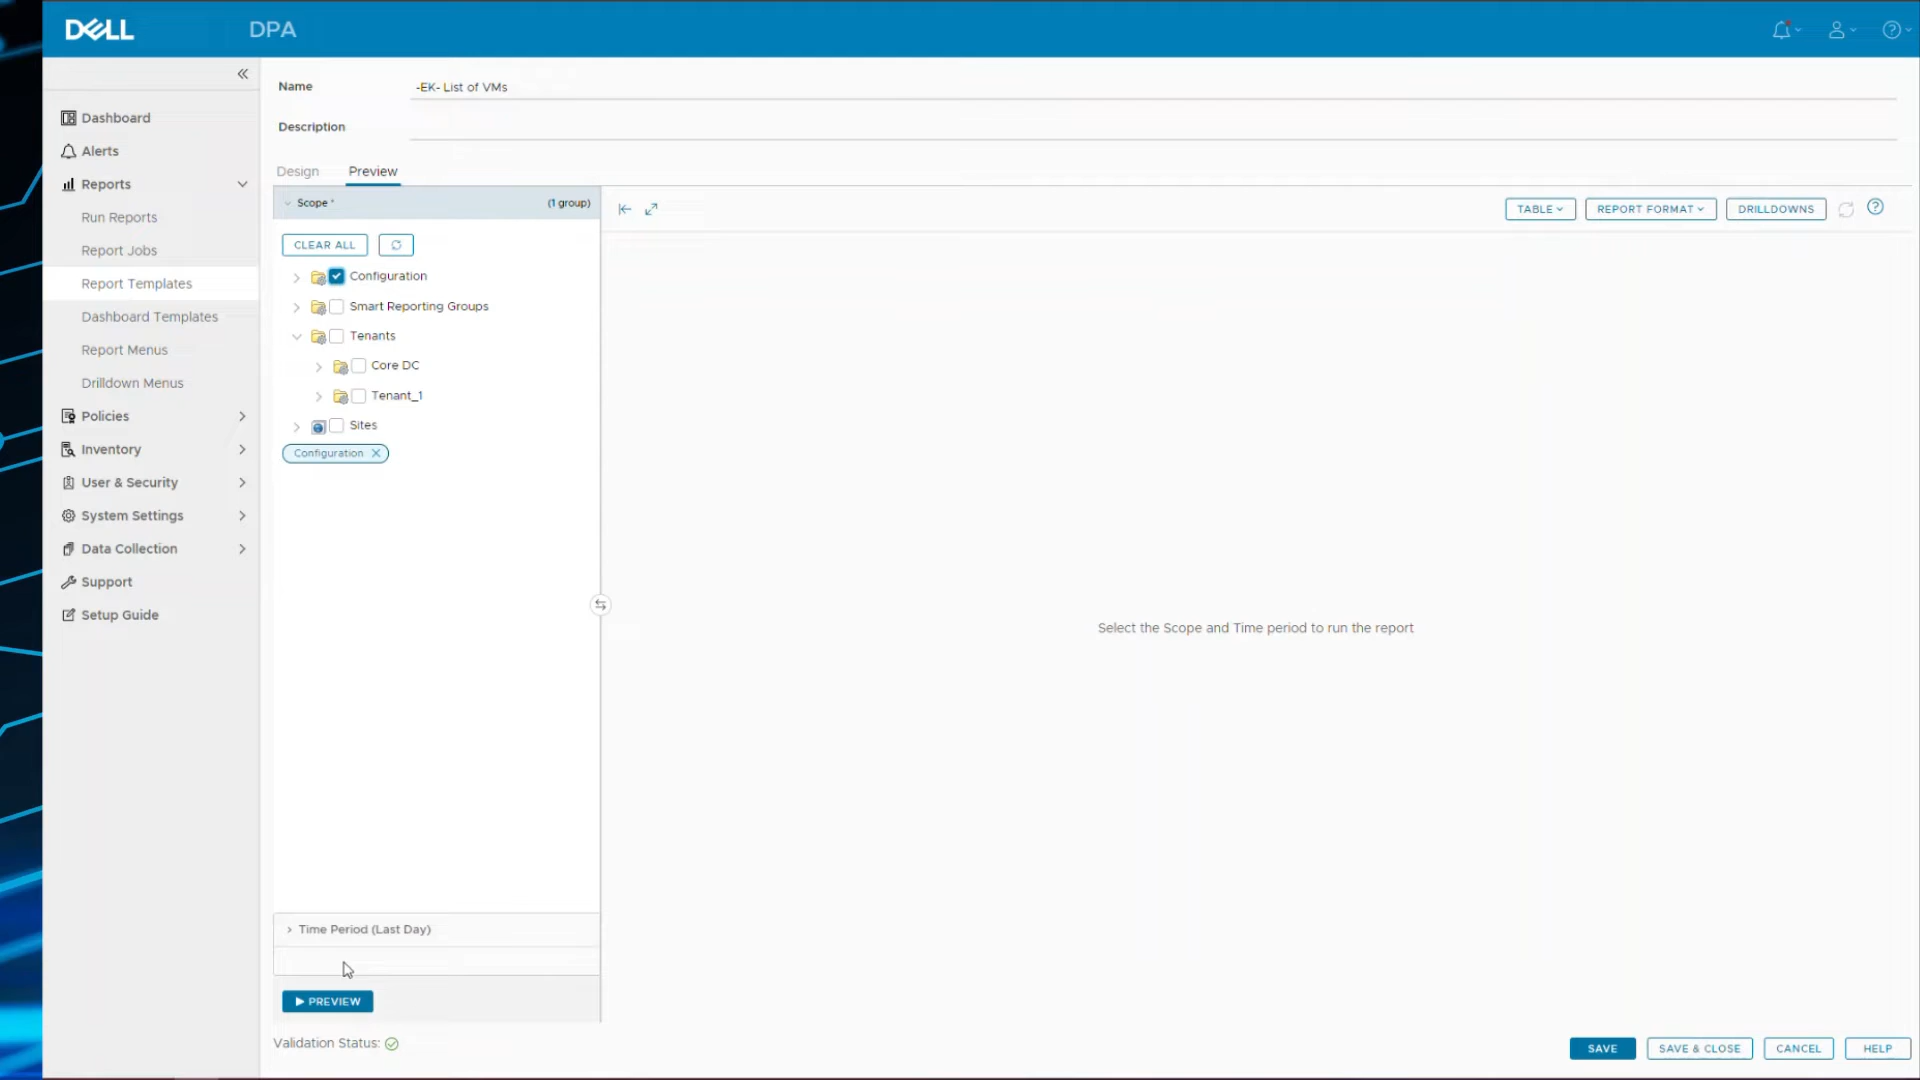 DELL
DPA
Name
-EK- List of VMs
Description
Design
Preview
Dashboard
Alerts
Reports
Run Reports
Report Jobs
Report Templates
Dashboard Templates
Report Menus
Drilldown Menus
Policies
Inventory
User & Security
System Settings
Data Collection
Support
Setup Guide
Scope *
(1 group)
CLEAR ALL
Configuration
Smart Reporting Groups
Tenants
Core DC
Tenant_1
Sites
Configuration
Time Period (Last Day)
PREVIEW
Validation Status:
TABLE
REPORT FORMAT
DRILLDOWNS
Select the Scope and Time period to run the report
SAVE
SAVE & CLOSE
CANCEL
HELP